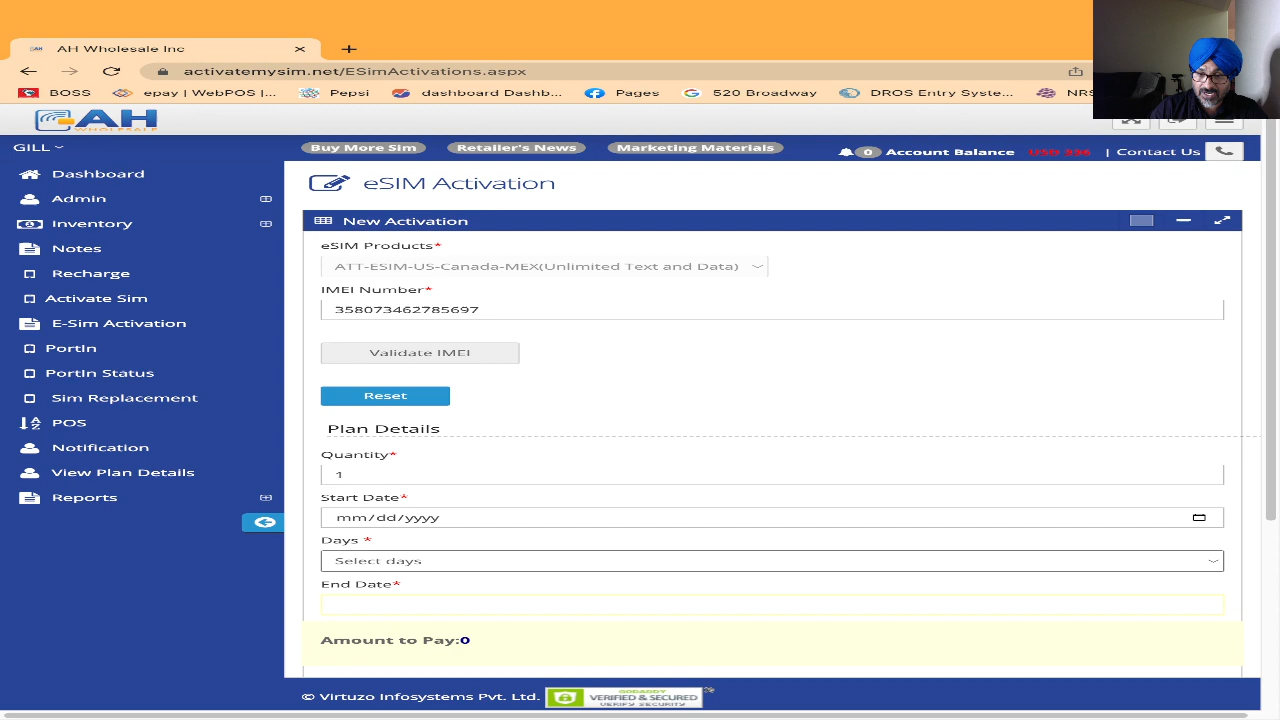 AH Wholesale Inc
activatemysim.net/ESimActivations.aspx
BOSS epay | WebPOS |... Pepsi dashboard Dashb... Pages 520 Broadway DROS Entry Syste... NRS
AH
WHOLESALE
GILL Buy More Sim Retailer's News Marketing Materials 0 Account Balance | Contact Us
eSIM Activation
Dashboard
Admin
Inventory
Notes
Recharge
Activate Sim
E-Sim Activation
PortIn
PortIn Status
Sim Replacement
POS
Notification
View Plan Details
Reports
New Activation
eSIM Products*
ATT-ESIM-US-Canada-MEX(Unlimited Text and Data)
IMEI Number*
358073462785697
Validate IMEI
Reset
Plan Details
Quantity*
1
Start Date*
mm/dd/yyyy
Days *
Select days
End Date*
Amount to Pay:0
© Virtuzo Infosystems Pvt. Ltd.
GODADDY
VERIFIED & SECURED
VERIFY SECURITY